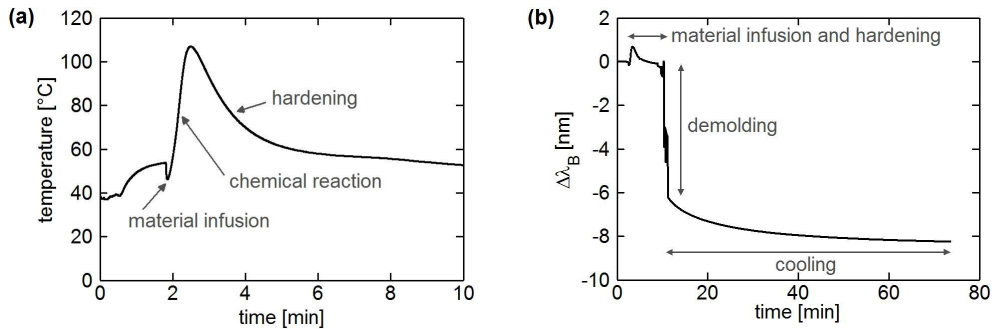 (a)
120
100
80
60
40
20
0
temperature [°C]
hardening
chemical reaction
material infusion
0 2 4 6 8 10
time [min]
(b)
2
0
-2
-4
-6
-8
-10
Δλ_B [nm]
material infusion and hardening
demolding
cooling
0 20 40 60 80
time [min]